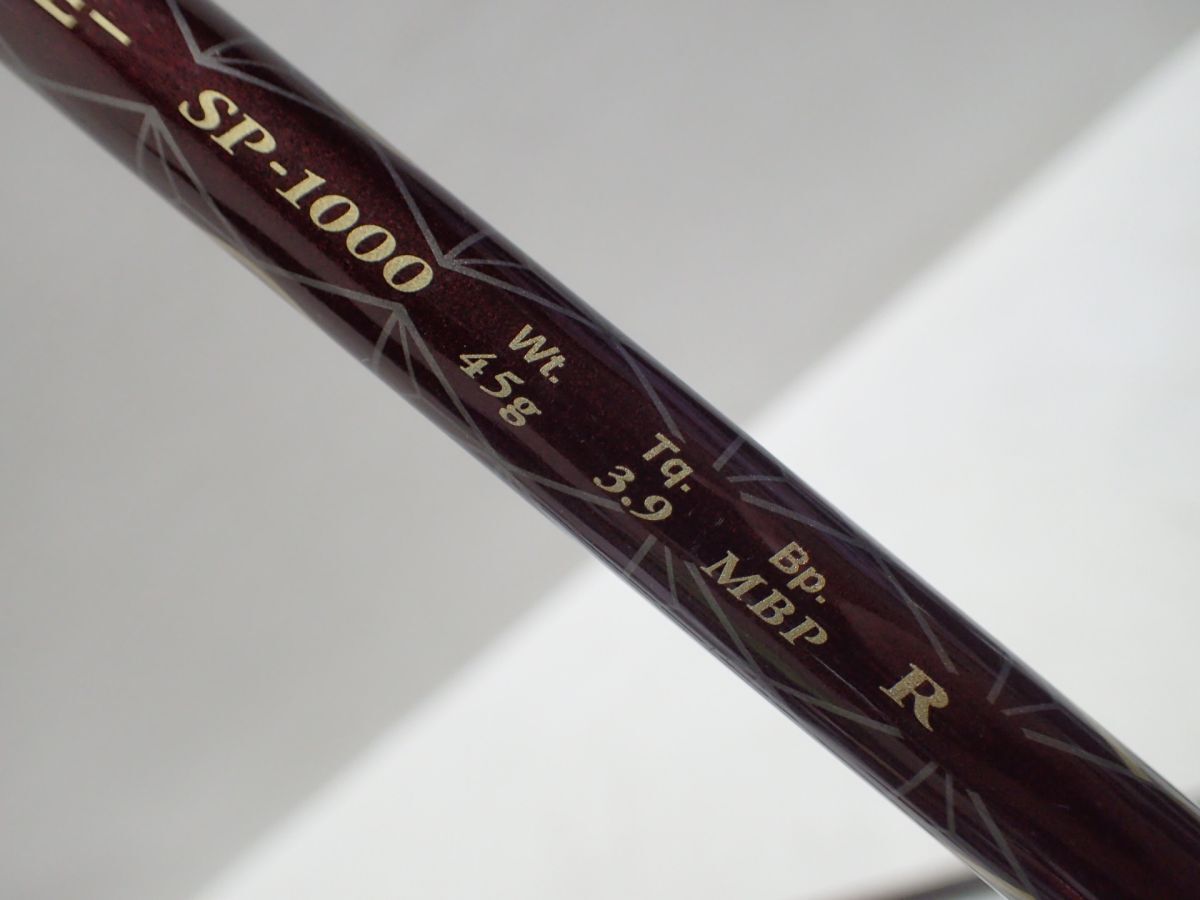 SP-1000
Wt.
45g
Tq.
3.9
Bp.
MBP
R